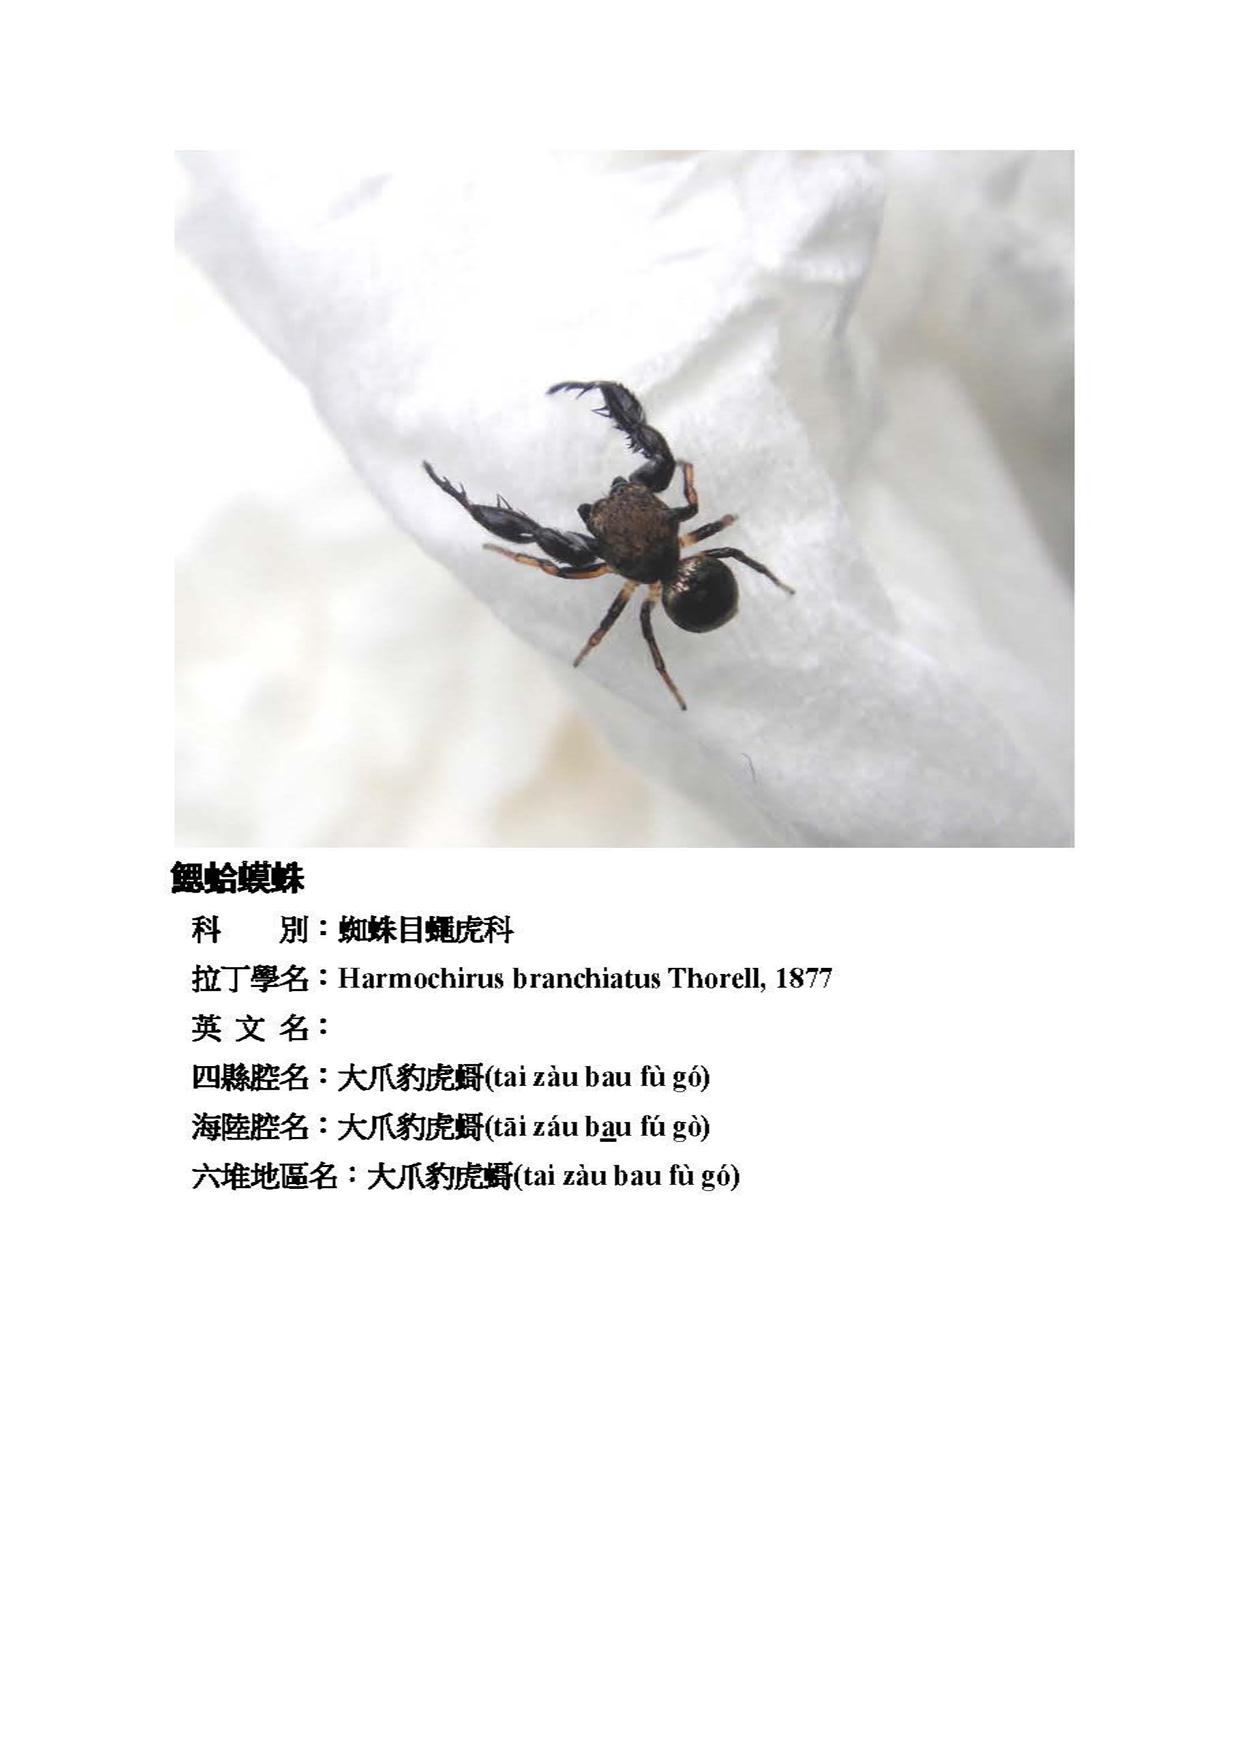 鰓蛤蟆蛛
科　　別：蜘蛛目蠅虎科
拉丁學名：Harmochirus branchiatus Thorell, 1877
英 文 名：
四縣腔名：大爪豹虎𧊅(tai zàu bau fù gó)
海陸腔名：大爪豹虎𧊅(tāi záu bau fú gò)
六堆地區名：大爪豹虎𧊅(tai zàu bau fù gó)